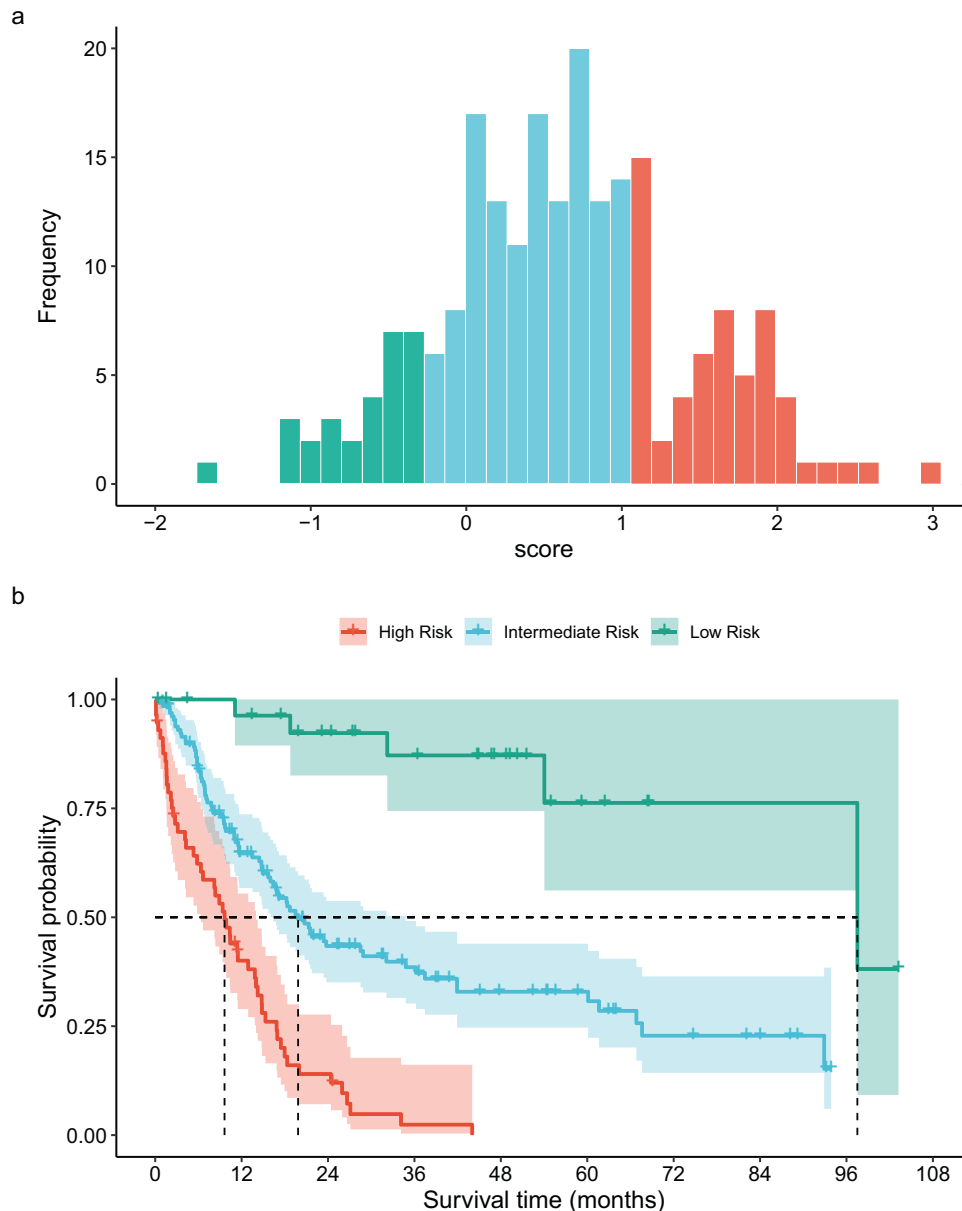 a
20
15
10
5
0
Frequency
−2 −1 0 1 2 3
score
b
High Risk Intermediate Risk Low Risk
1.00
0.75
0.50
0.25
0.00
Survival probability
0 12 24 36 48 60 72 84 96 108
Survival time (months)